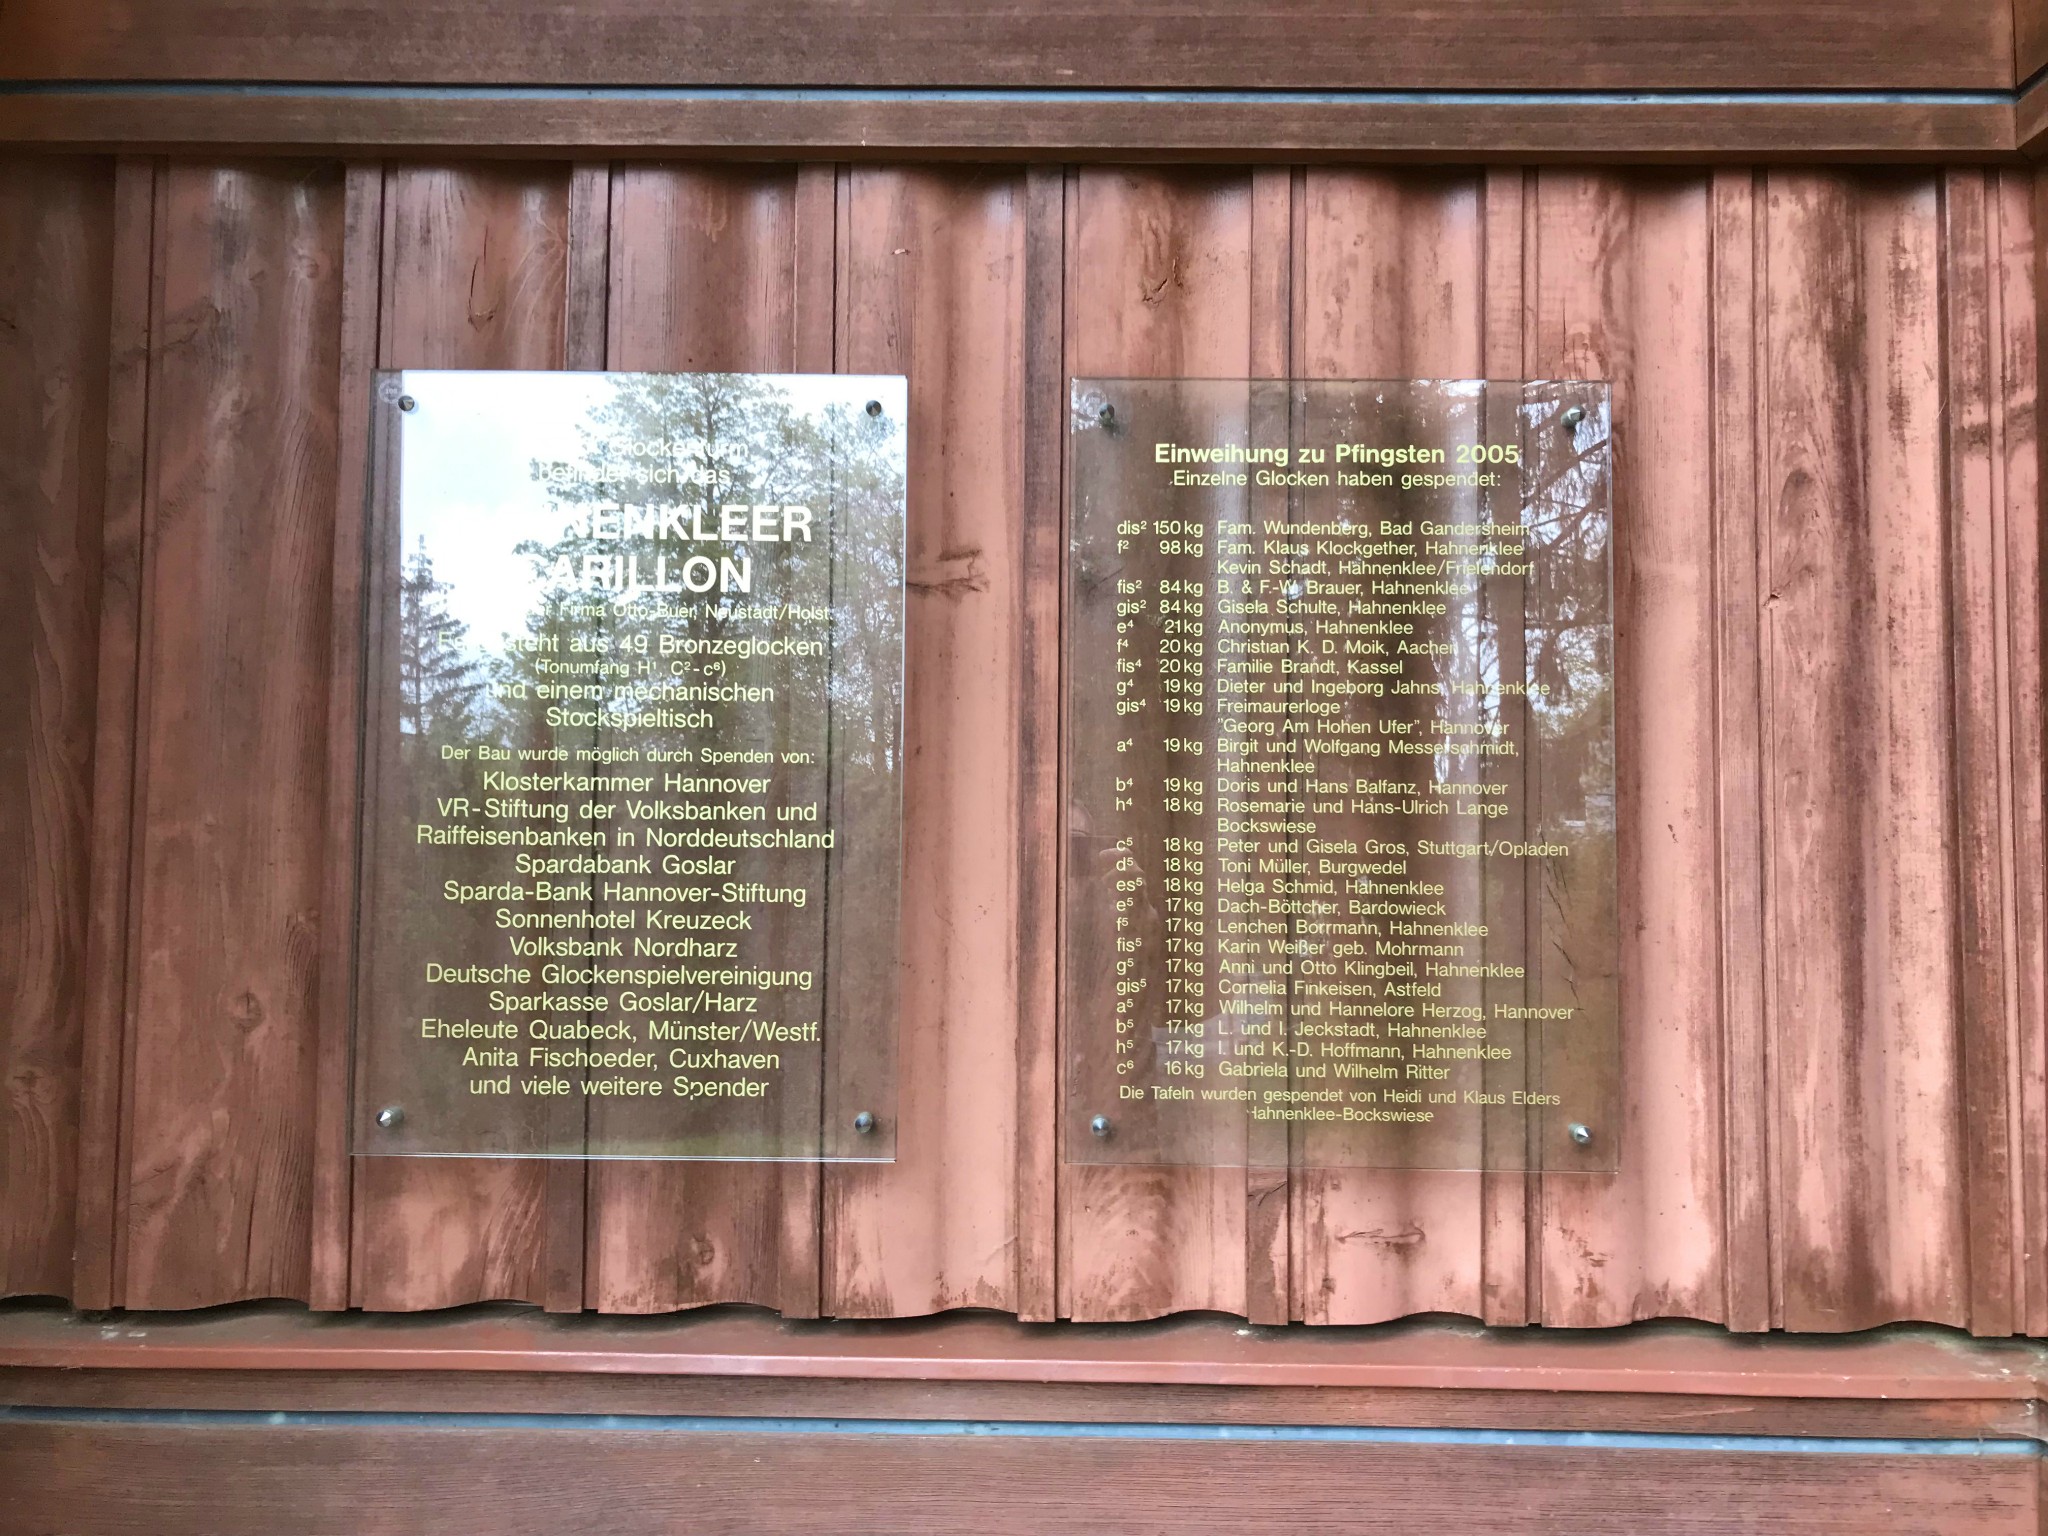 Glockenturm
befindet sich das
HAHNENKLEER
CARILLON
der Firma Otto-Buer, Neustadt/Holst.
Es besteht aus 49 Bronzeglocken
(Tonumfang H¹, C²-c⁶)
und einem mechanischen
Stockspieltisch
Der Bau wurde möglich durch Spenden von:
Klosterkammer Hannover
VR-Stiftung der Volksbanken und
Raiffeisenbanken in Norddeutschland
Spardabank Goslar
Sparda-Bank Hannover-Stiftung
Sonnenhotel Kreuzeck
Volksbank Nordharz
Deutsche Glockenspielvereinigung
Sparkasse Goslar/Harz
Eheleute Quabeck, Münster/Westf.
Anita Fischoeder, Cuxhaven
und viele weitere Spender
Einweihung zu Pfingsten 2005
Einzelne Glocken haben gespendet:
dis² 150 kg Fam. Wundenberg, Bad Gandersheim
f² 98 kg Fam. Klaus Klockgether, Hahnenklee
Kevin Schadt, Hahnenklee/Frielendorf
fis² 84 kg B. & F.-W. Brauer, Hahnenklee
gis² 84 kg Gisela Schulte, Hahnenklee
e⁴ 21 kg Anonymus, Hahnenklee
f⁴ 20 kg Christian K. D. Moik, Aachen
fis⁴ 20 kg Familie Brandt, Kassel
g⁴ 19 kg Dieter und Ingeborg Jahns, Hahnenklee
gis⁴ 19 kg Freimaurerloge
"Georg Am Hohen Ufer", Hannover
a⁴ 19 kg Birgit und Wolfgang Messerschmidt,
Hahnenklee
b⁴ 19 kg Doris und Hans Balfanz, Hannover
h⁴ 18 kg Rosemarie und Hans-Ulrich Lange
Bockswiese
c⁵ 18 kg Peter und Gisela Gros, Stuttgart/Opladen
d⁵ 18 kg Toni Müller, Burgwedel
es⁵ 18 kg Helga Schmid, Hahnenklee
e⁵ 17 kg Dach-Böttcher, Bardowieck
f⁵ 17 kg Lenchen Borrmann, Hahnenklee
fis⁵ 17 kg Karin Weißer geb. Mohrmann
g⁵ 17 kg Anni und Otto Klingbeil, Hahnenklee
gis⁵ 17 kg Cornelia Finkeisen, Astfeld
a⁵ 17 kg Wilhelm und Hannelore Herzog, Hannover
b⁵ 17 kg L. und I. Jeckstadt, Hahnenklee
h⁵ 17 kg I. und K.-D. Hoffmann, Hahnenklee
c⁶ 16 kg Gabriela und Wilhelm Ritter
Die Tafeln wurden gespendet von Heidi und Klaus Elders
Hahnenklee-Bockswiese